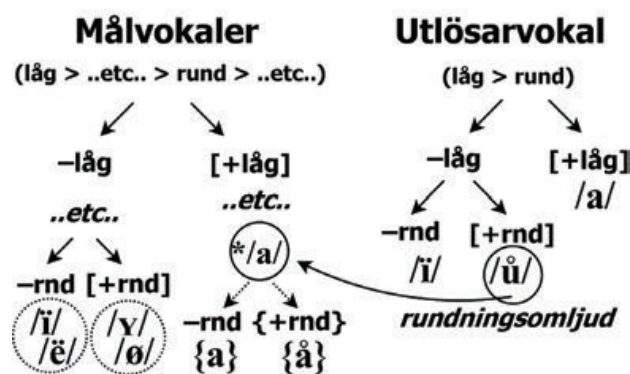 Målvokaler
(låg > ..etc.. > rund > ..etc..)
−låg [+låg]
..etc.. ..etc..
*/a/
−rnd [+rnd]
/ï/ /ʏ/
/ë/ /ø/
−rnd {+rnd}
{a} {å}
Utlösarvokal
(låg > rund)
−låg [+låg]
/a/
−rnd [+rnd]
/ï/ /ů/
rundningsomljud